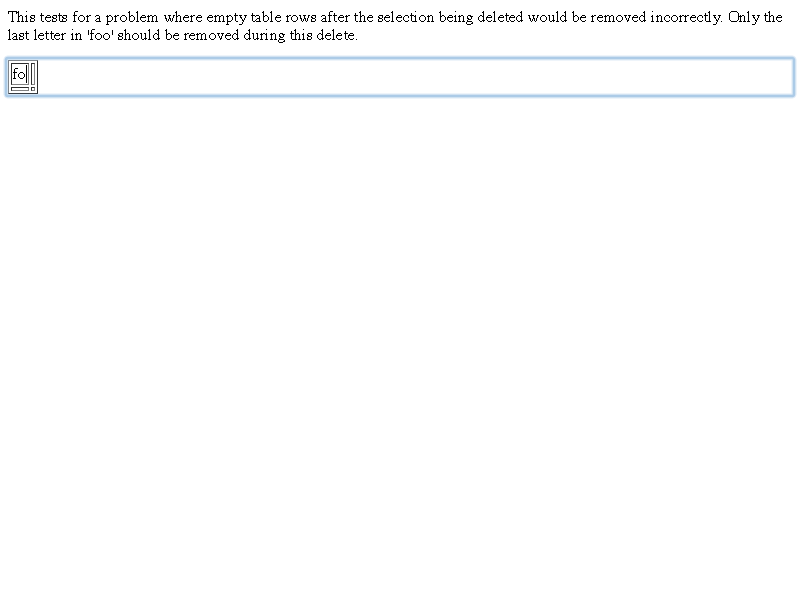 This tests for a problem where empty table rows after the selection being deleted would be removed incorrectly. Only the
last letter in 'foo' should be removed during this delete.
fo